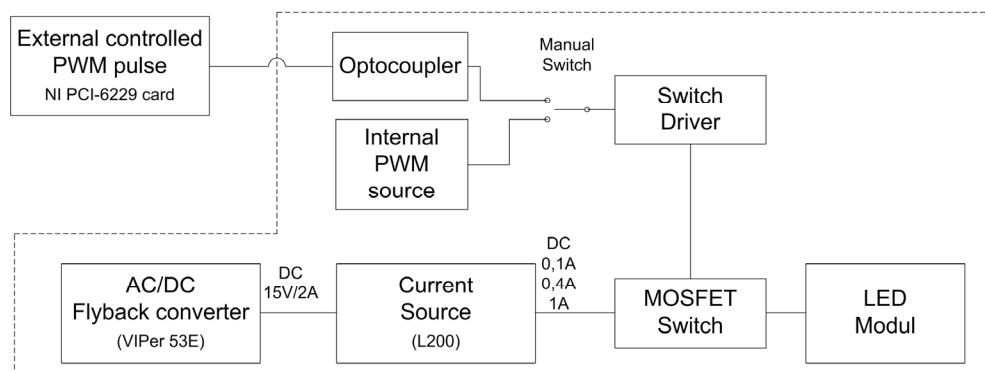 External controlled
PWM pulse
NI PCI-6229 card
Optocoupler
Manual
Switch
Switch
Driver
Internal
PWM
source
AC/DC
Flyback converter
(VIPer 53E)
DC
15V/2A
Current
Source
(L200)
DC
0,1A
0,4A
1A
MOSFET
Switch
LED
Modul